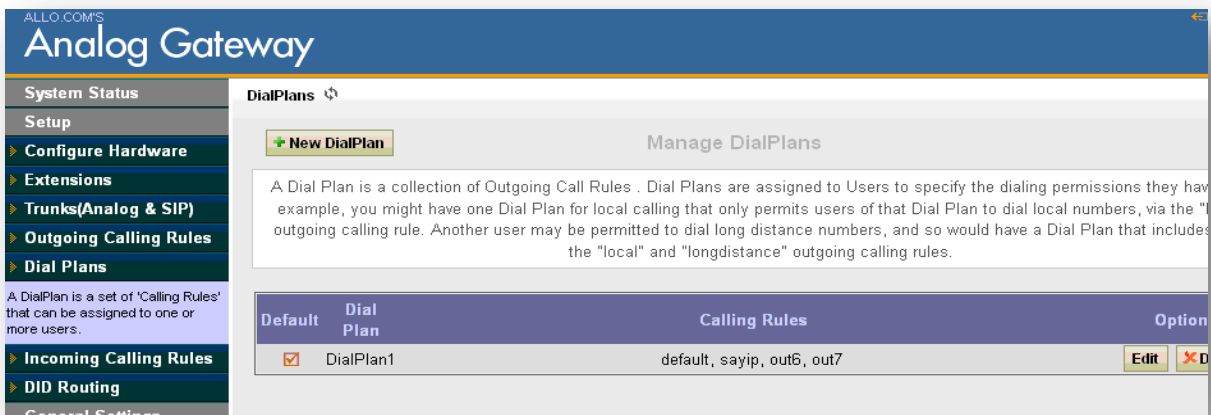 ALLO.COM'S
Analog Gateway
System Status
Setup
Configure Hardware
Extensions
Trunks(Analog & SIP)
Outgoing Calling Rules
Dial Plans
A DialPlan is a set of 'Calling Rules'
that can be assigned to one or
more users.
Incoming Calling Rules
DID Routing
General Settings
DialPlans
New DialPlan
Manage DialPlans
A Dial Plan is a collection of Outgoing Call Rules . Dial Plans are assigned to Users to specify the dialing permissions they hav
example, you might have one Dial Plan for local calling that only permits users of that Dial Plan to dial local numbers, via the "
outgoing calling rule. Another user may be permitted to dial long distance numbers, and so would have a Dial Plan that includes
the "local" and "longdistance" outgoing calling rules.
Default Dial Plan Calling Rules Option
DialPlan1 default, sayip, out6, out7 Edit D